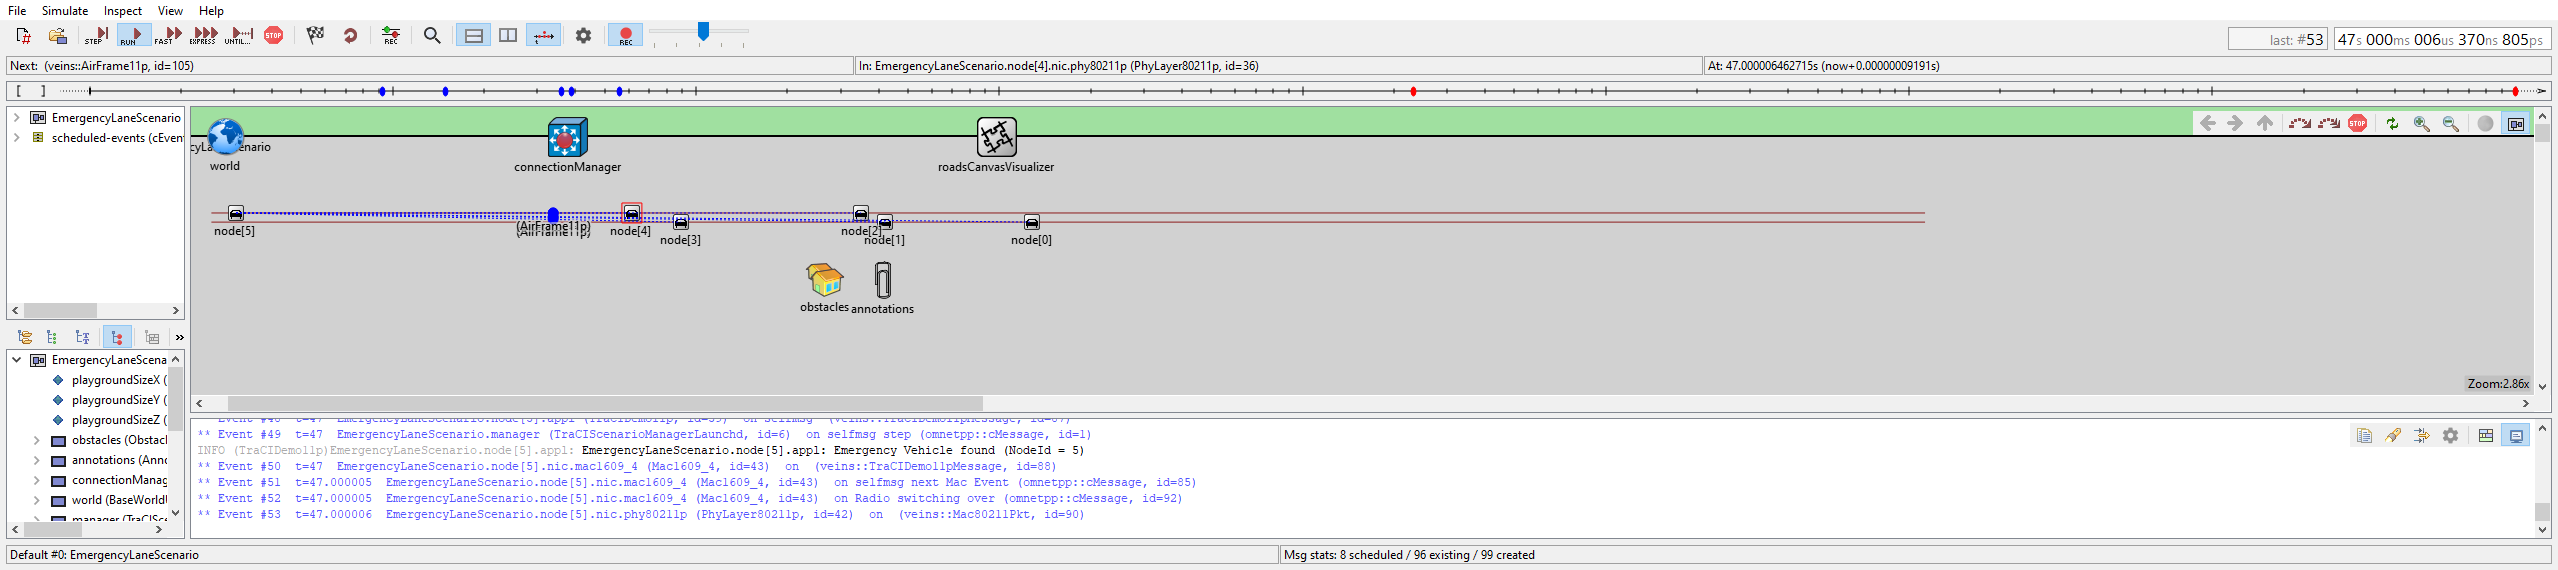 File Simulate Inspect View Help
STEP RUN FAST EXPRESS UNTIL... STOP REC REC
last: #53 47s 000ms 006us 370ns 805ps
Next: (veins::AirFrame11p, id=105) In: EmergencyLaneScenario.node[4].nic.phy80211p (PhyLayer80211p, id=36) At: 47.000006462715s (now+0.00000009191s)
[ ]
EmergencyLaneScenario
scheduled-events (cEvent
STOP
cyLa enario
world
connectionManager
roadsCanvasVisualizer
node[5]
(AirFrame11p)
(AirFrame11p)
node[4]
node[3]
node[2]
node[1]
node[0]
obstacles
annotations
Zoom:2.86x
EmergencyLaneScena
playgroundSizeX (
playgroundSizeY (
playgroundSizeZ (
obstacles (Obstacl
annotations (Anno
connectionManag
world (BaseWorldU
manager (TraCISce
** Event #49 t=47 EmergencyLaneScenario.manager (TraCIScenarioManagerLaunchd, id=6) on selfmsg step (omnetpp::cMessage, id=1)
INFO (TraCIDemo11p)EmergencyLaneScenario.node[5].appl: EmergencyLaneScenario.node[5].appl: Emergency Vehicle found (NodeId = 5)
** Event #50 t=47 EmergencyLaneScenario.node[5].nic.mac1609_4 (Mac1609_4, id=43) on (veins::TraCIDemo11pMessage, id=88)
** Event #51 t=47.000005 EmergencyLaneScenario.node[5].nic.mac1609_4 (Mac1609_4, id=43) on selfmsg next Mac Event (omnetpp::cMessage, id=85)
** Event #52 t=47.000005 EmergencyLaneScenario.node[5].nic.mac1609_4 (Mac1609_4, id=43) on Radio switching over (omnetpp::cMessage, id=92)
** Event #53 t=47.000006 EmergencyLaneScenario.node[5].nic.phy80211p (PhyLayer80211p, id=42) on (veins::Mac80211Pkt, id=90)
Default #0: EmergencyLaneScenario Msg stats: 8 scheduled / 96 existing / 99 created